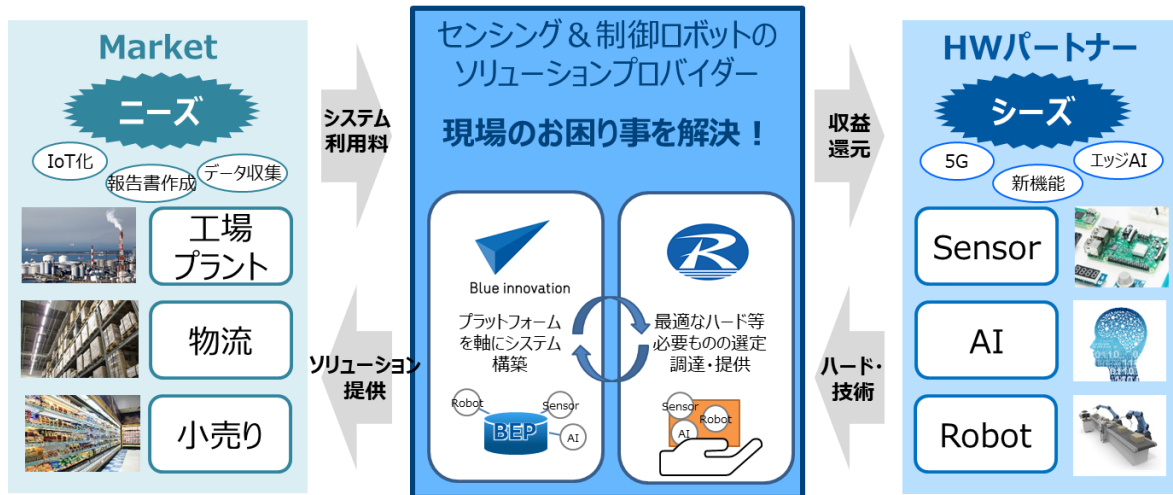 Market
ニーズ
IoT化
報告書作成
データ収集
工場
プラント
物流
小売り
システム
利用料
ソリューション
提供
センシング＆制御ロボットの
ソリューションプロバイダー
現場のお困り事を解決！
Blue innovation
プラットフォーム
を軸にシステム
構築
Robot
Sensor
BEP
AI
R
最適なハード等
必要ものの選定
調達・提供
Sensor
Robot
AI
収益
還元
ハード・
技術
HWパートナー
シーズ
5G
新機能
エッジAI
Sensor
AI
Robot